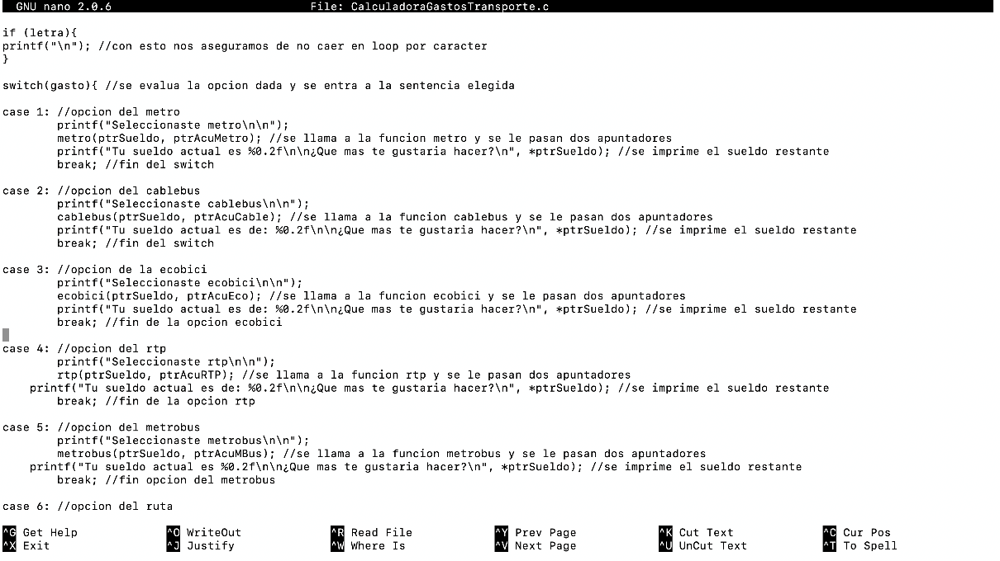 GNU nano 2.0.6 File: CalculadoraGastosTransporte.c
if (letra){
printf("\n"); //con esto nos aseguramos de no caer en loop por caracter
}
switch(gasto){ //se evalua la opcion dada y se entra a la sentencia elegida
case 1: //opcion del metro
printf("Seleccionaste metro\n\n");
metro(ptrSueldo, ptrAcuMetro); //se llama a la funcion metro y se le pasan dos apuntadores
printf("Tu sueldo actual es %0.2f\n\n¿Que mas te gustaria hacer?\n", *ptrSueldo); //se imprime el sueldo restante
break; //fin del switch
case 2: //opcion del cablebus
printf("Seleccionaste cablebus\n\n");
cablebus(ptrSueldo, ptrAcuCable); //se llama a la funcion cablebus y se le pasan dos apuntadores
printf("Tu sueldo actual es de: %0.2f\n\n¿Que mas te gustaria hacer?\n", *ptrSueldo); //se imprime el sueldo restante
break; //fin del switch
case 3: //opcion de la ecobici
printf("Seleccionaste ecobici\n\n");
ecobici(ptrSueldo, ptrAcuEco); //se llama a la funcion ecobici y se le pasan dos apuntadores
printf("Tu sueldo actual es de: %0.2f\n\n¿Que mas te gustaria hacer?\n", *ptrSueldo); //se imprime el sueldo restante
break; //fin de la opcion ecobici
case 4: //opcion del rtp
printf("Seleccionaste rtp\n\n");
rtp(ptrSueldo, ptrAcuRTP); //se llama a la funcion rtp y se le pasan dos apuntadores
printf("Tu sueldo actual es de: %0.2f\n\n¿Que mas te gustaria hacer?\n", *ptrSueldo); //se imprime el sueldo restante
break; //fin de la opcion rtp
case 5: //opcion del metrobus
printf("Seleccionaste metrobus\n\n");
metrobus(ptrSueldo, ptrAcuMBus); //se llama a la funcion metrobus y se le pasan dos apuntadores
printf("Tu sueldo actual es %0.2f\n\n¿Que mas te gustaria hacer?\n", *ptrSueldo); //se imprime el sueldo restante
break; //fin opcion del metrobus
case 6: //opcion del ruta
^G Get Help ^O WriteOut ^R Read File ^Y Prev Page ^K Cut Text ^C Cur Pos
^X Exit ^J Justify ^W Where Is ^V Next Page ^U UnCut Text ^T To Spell